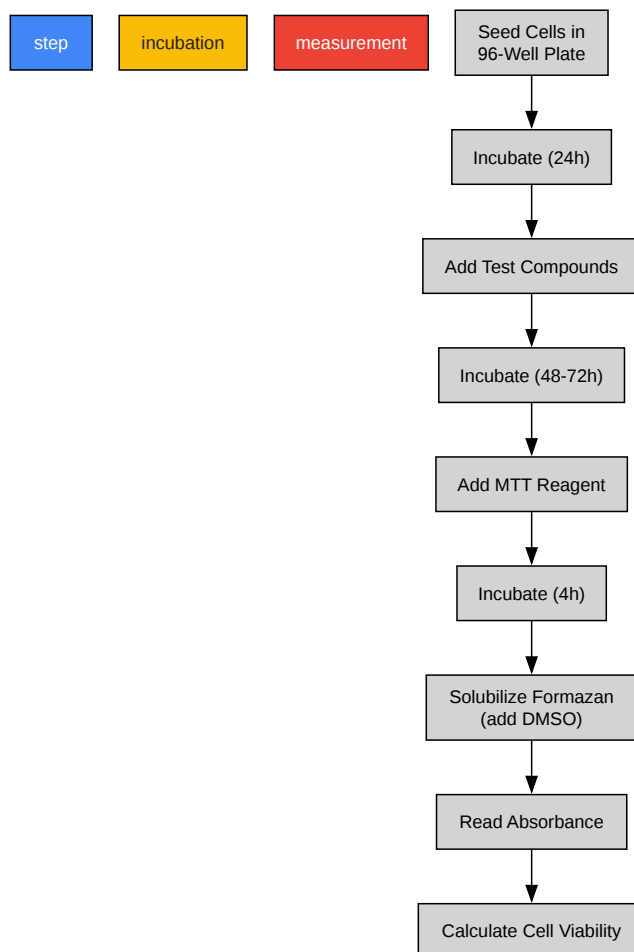 step
incubation
measurement
Seed Cells in
96-Well Plate
Incubate (24h)
Add Test Compounds
Incubate (48-72h)
Add MTT Reagent
Incubate (4h)
Solubilize Formazan
(add DMSO)
Read Absorbance
Calculate Cell Viability